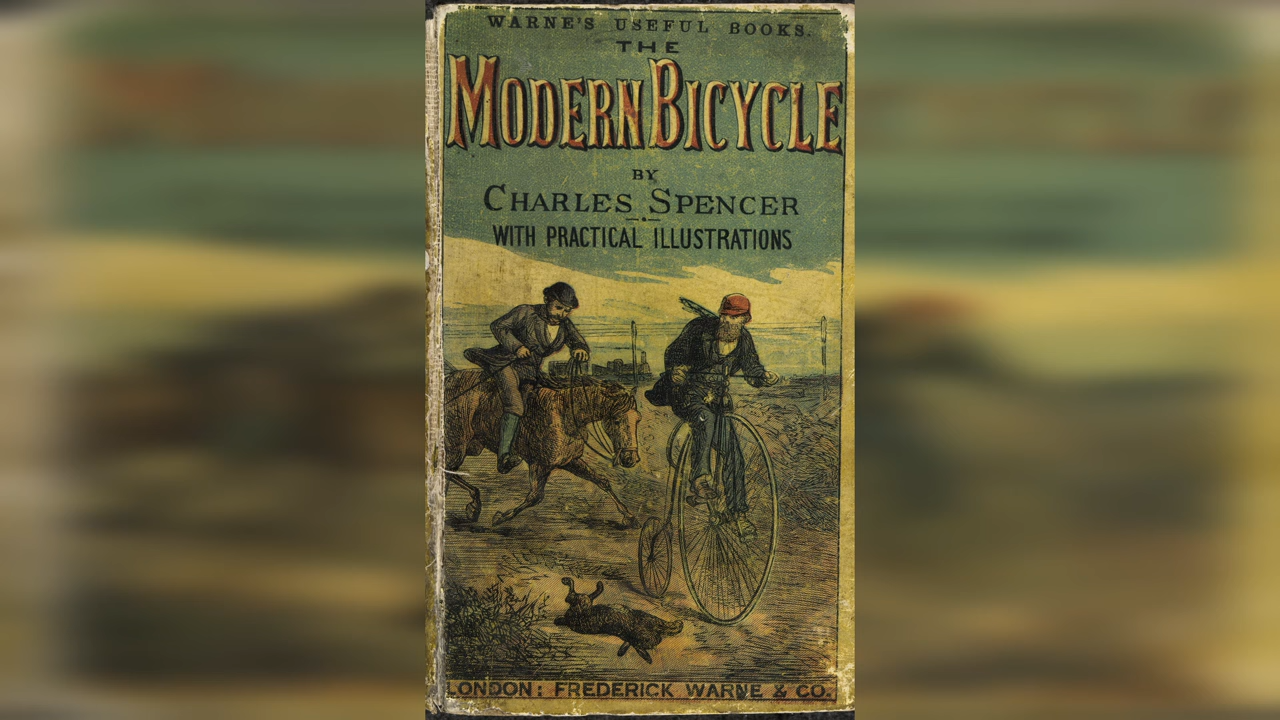 WARNE'S USEFUL BOOKS.
THE
MODERN BICYCLE
BY
CHARLES SPENCER
WITH PRACTICAL ILLUSTRATIONS
LONDON: FREDERICK WARNE & CO.